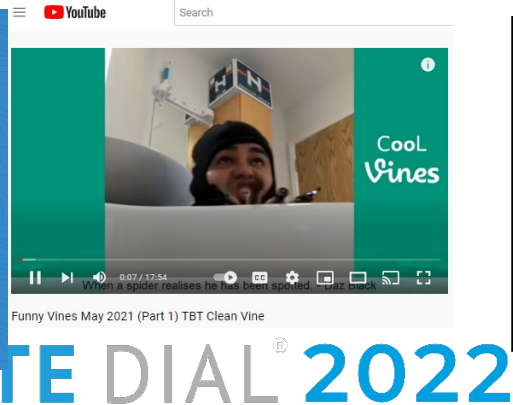 YouTube
Search
H H
i
CooL
Vines
0:07 / 17:54
CC
When a spider realises he has been spotted. - Daz Black
Funny Vines May 2021 (Part 1) TBT Clean Vine
TE DIAL® 2022